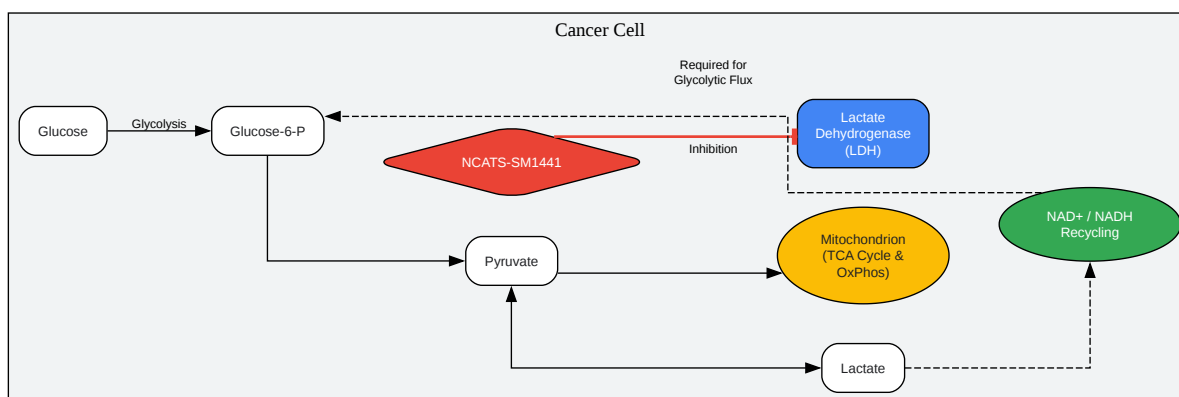 Cancer Cell
Required for
Glycolytic Flux
Glucose
Glycolysis
Glucose-6-P
Lactate
Dehydrogenase
(LDH)
NCATS-SM1441
Inhibition
NAD+ / NADH
Recycling
Mitochondrion
(TCA Cycle &
OxPhos)
Pyruvate
Lactate